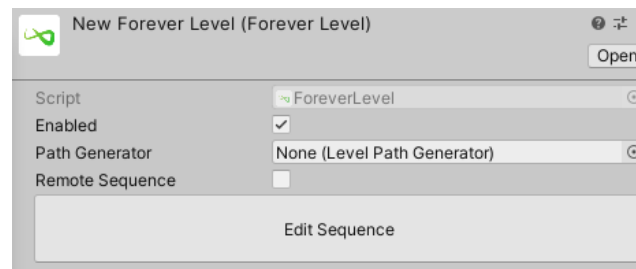 New Forever Level (Forever Level)
Open
Script ForeverLevel
Enabled
Path Generator None (Level Path Generator)
Remote Sequence
Edit Sequence